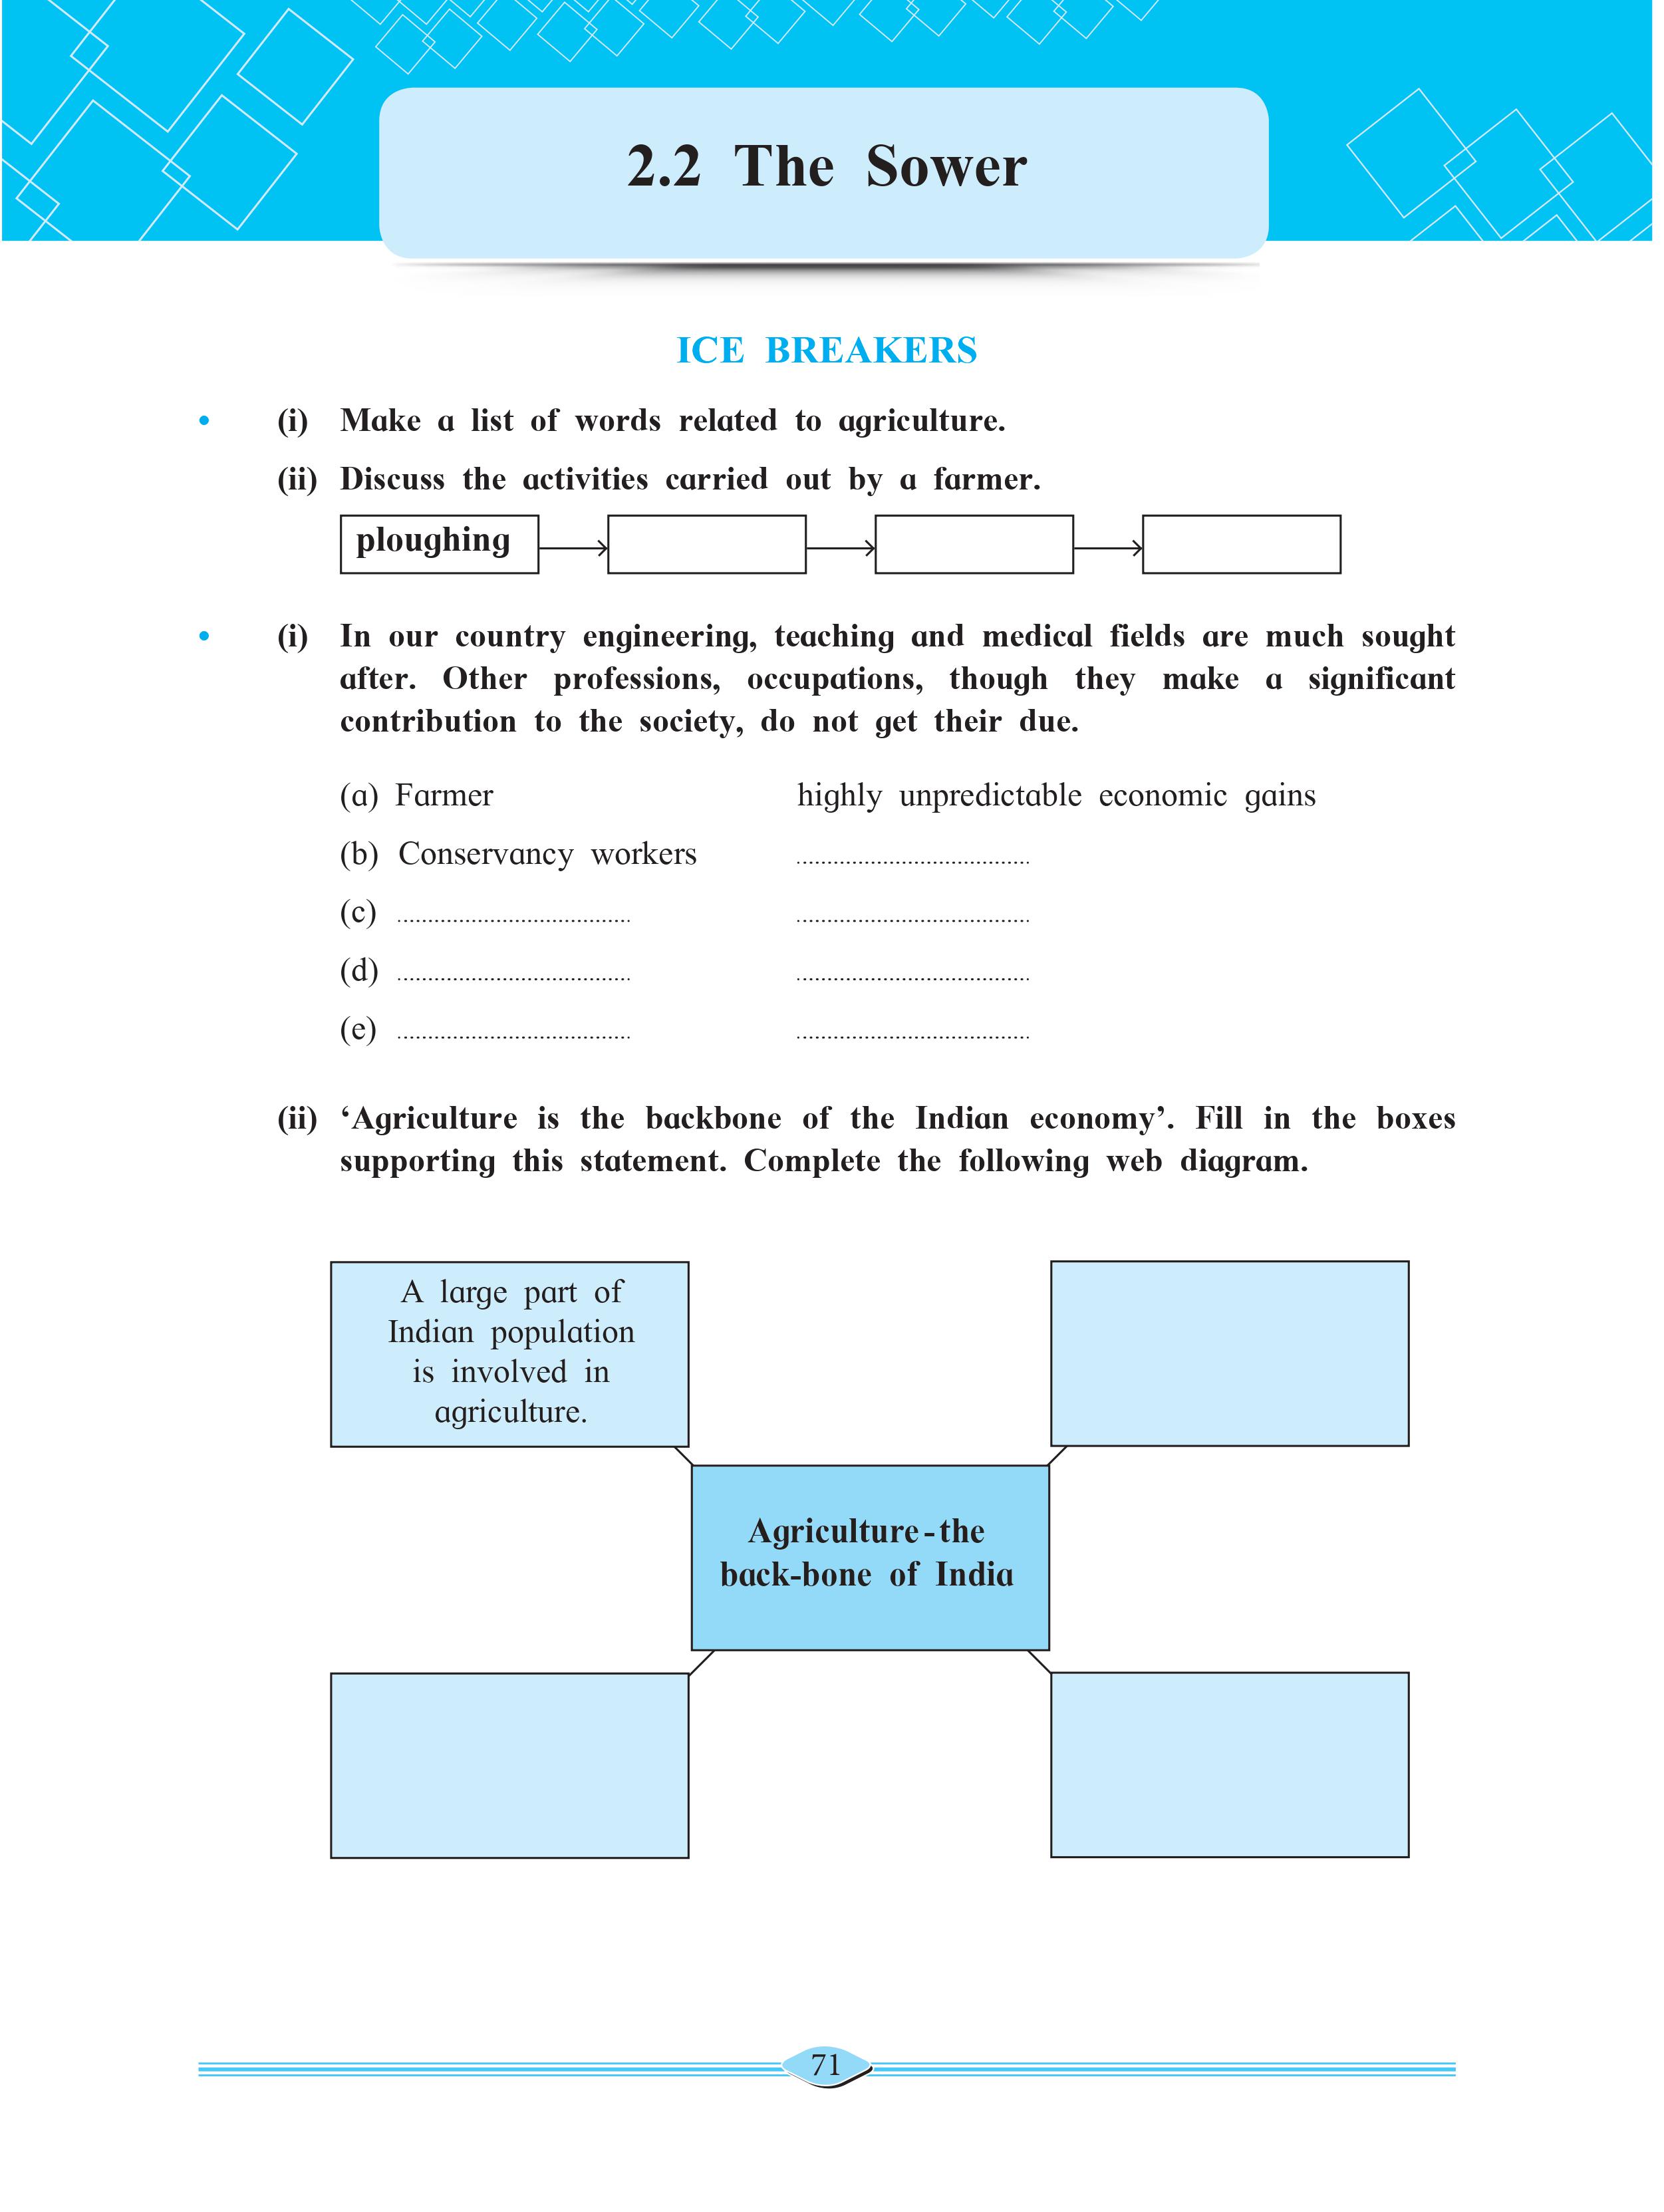 2.2 The Sower
ICE BREAKERS
• (i) Make a list of words related to agriculture.
(ii) Discuss the activities carried out by a farmer.
ploughing
• (i) In our country engineering, teaching and medical fields are much sought
after. Other professions, occupations, though they make a significant
contribution to the society, do not get their due.
(a) Farmer highly unpredictable economic gains
(b) Conservancy workers ......................................
(c) ...................................... ......................................
(d) ...................................... ......................................
(e) ...................................... ......................................
(ii) ‘Agriculture is the backbone of the Indian economy’. Fill in the boxes
supporting this statement. Complete the following web diagram.
A large part of
Indian population
is involved in
agriculture.
Agriculture-the
back-bone of India
71